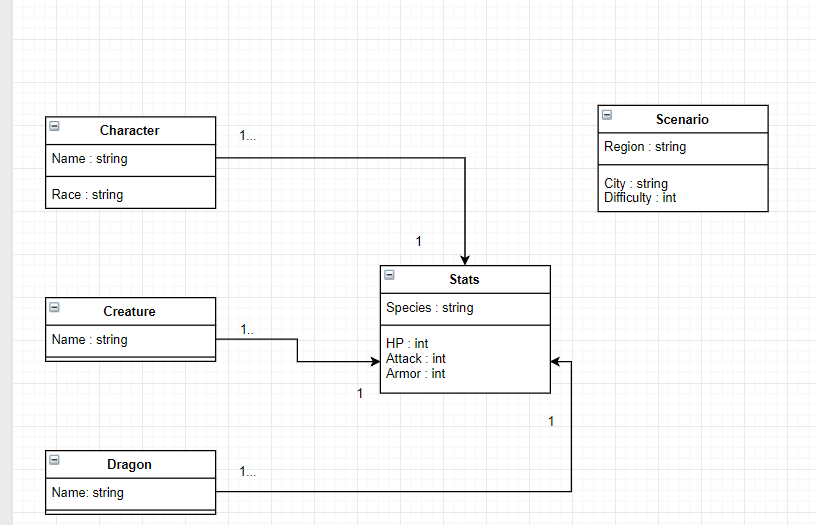 Character
Name : string
Race : string
1...
1
Scenario
Region : string
City : string
Difficulty : int
Creature
Name : string
1..
1
Stats
Species : string
HP : int
Attack : int
Armor : int
1
Dragon
Name: string
1...